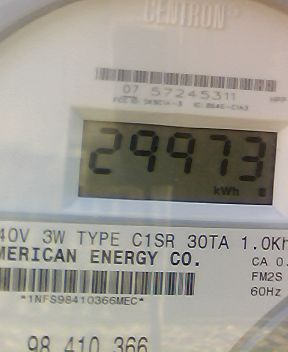 CENTRON
07 57245311
29973
kWh
40V 3W TYPE C1SR 30TA 1.0Kh
MERICAN ENERGY CO.
CA 0.
FM2S
60Hz
*1NFS98410366MEC*
98 410 366